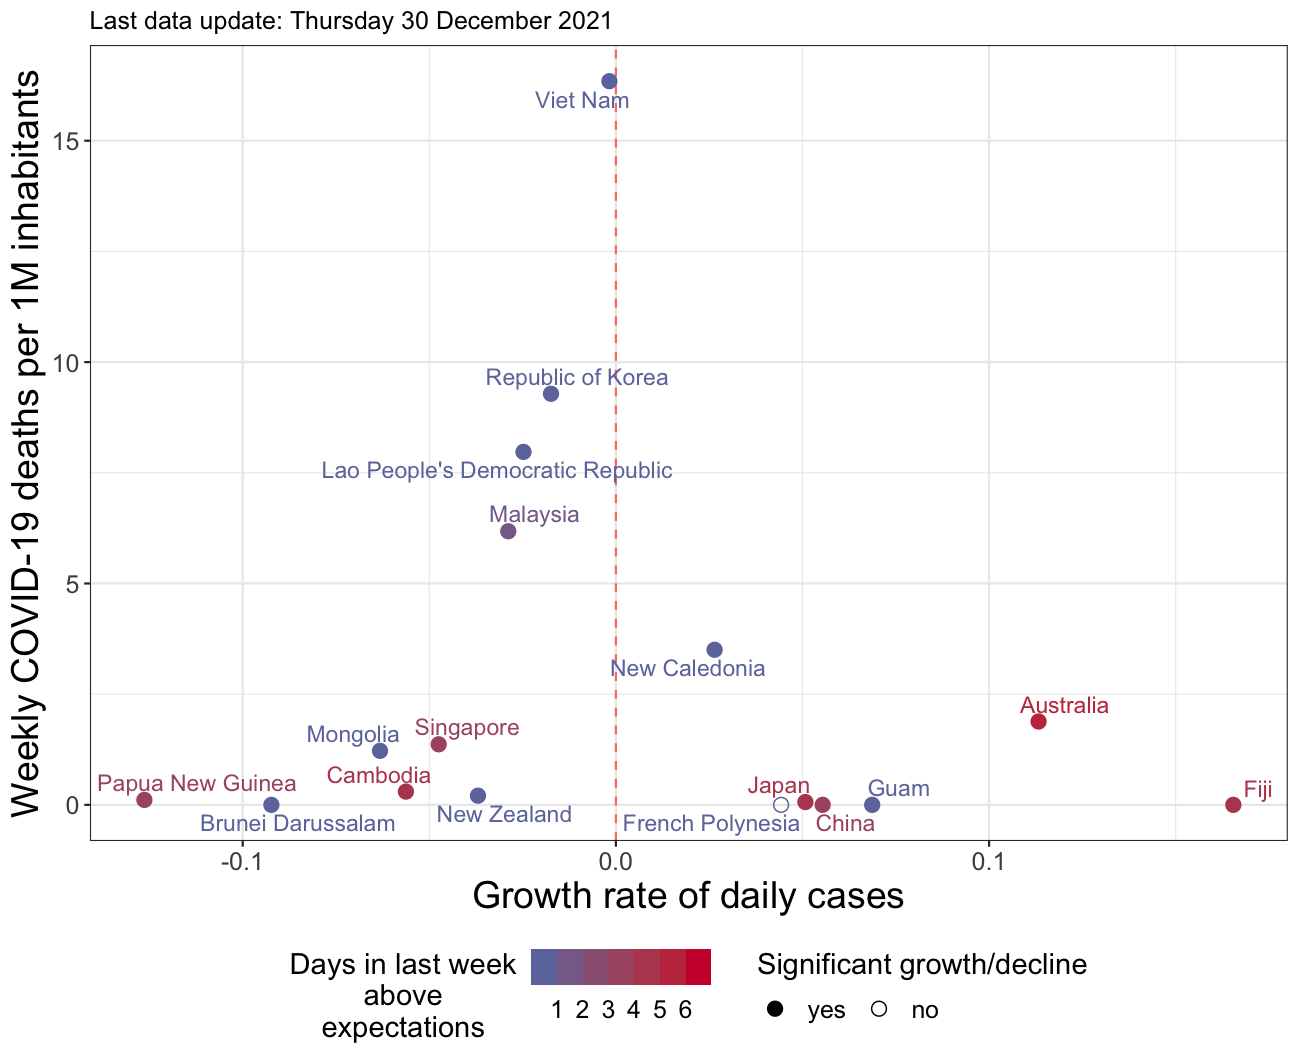 Last data update: Thursday 30 December 2021
Weekly COVID-19 deaths per 1M inhabitants
15
10
5
0
Viet Nam
Republic of Korea
Lao People's Democratic Republic
Malaysia
New Caledonia
Australia
Mongolia
Singapore
Cambodia
Papua New Guinea
Japan
Guam
Fiji
New Zealand
Brunei Darussalam
French Polynesia
China
-0.1
0.0
0.1
Growth rate of daily cases
Days in last week
above
expectations
1 2 3 4 5 6
Significant growth/decline
yes
no